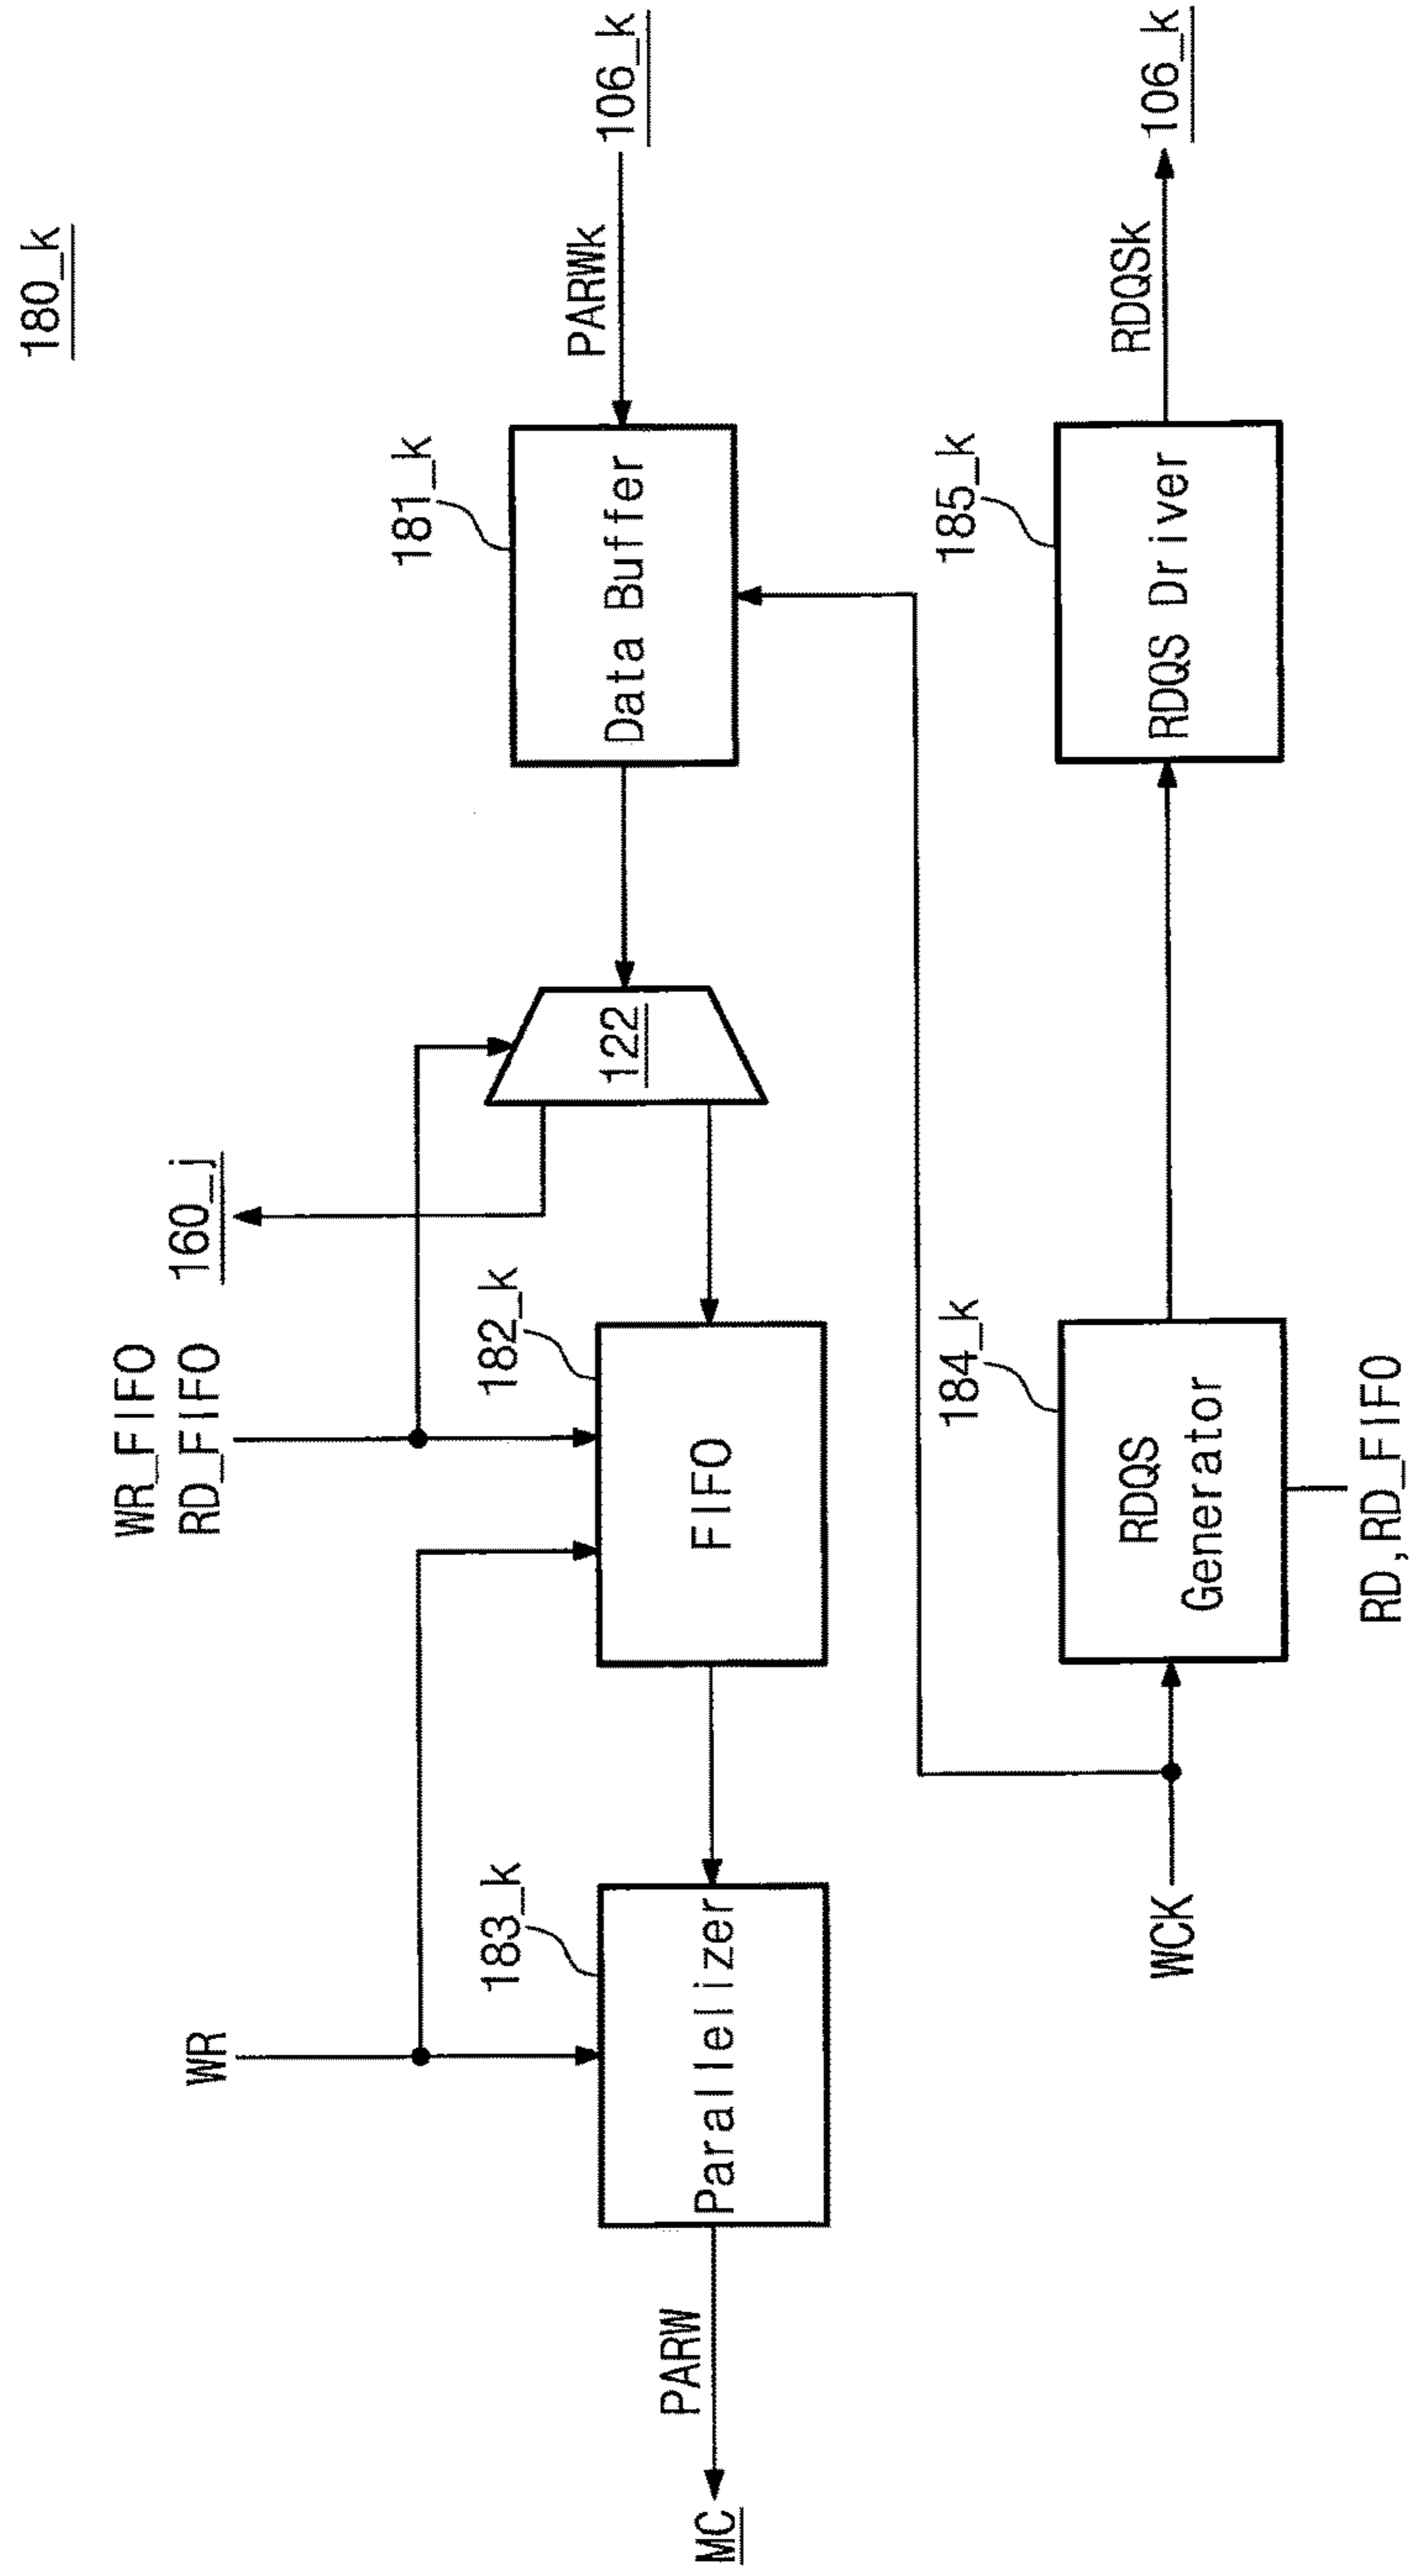 180_k
WR
WR_FIFO
RD_FIFO
160_j
183_k
182_k
181_k
PARWk
MC
PARW
Parallelizer
FIFO
122
Data Buffer
106_k
184_k
185_k
RDQSk
WCK
RDQS
Generator
RDQS Driver
106_k
RD,RD_FIFO